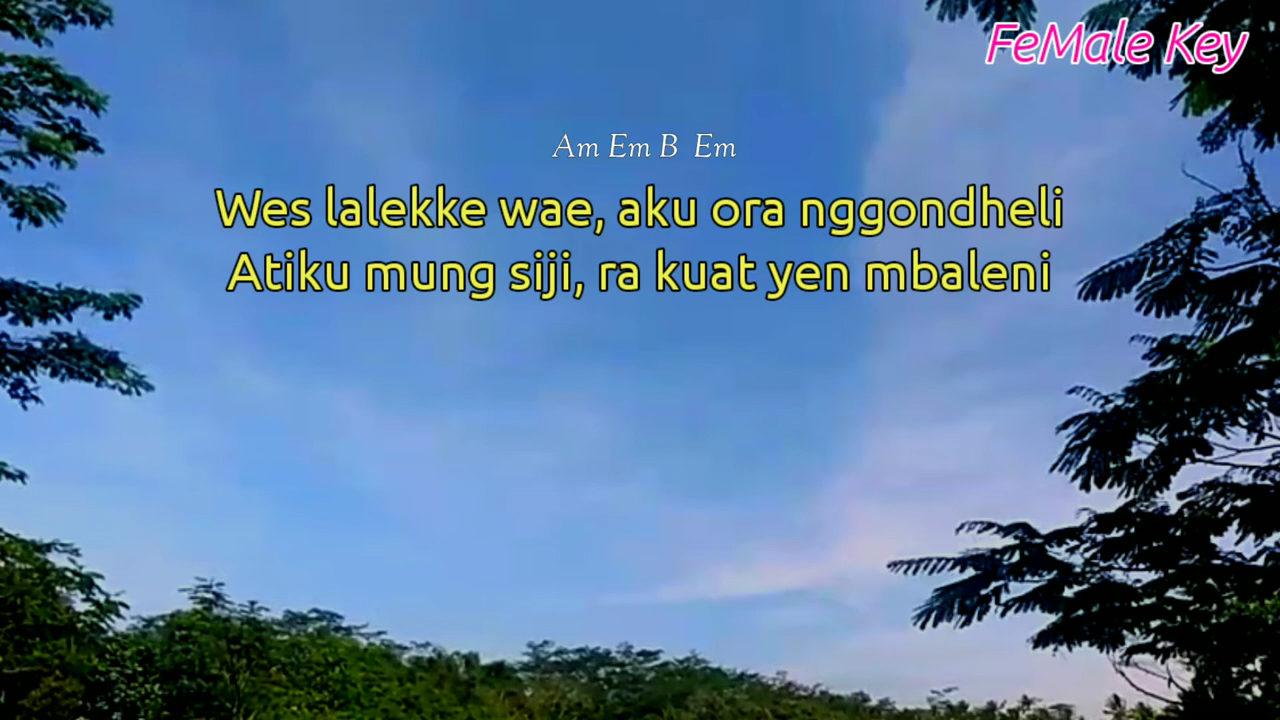 FeMale Key
Am Em B Em
Wes lalekke wae, aku ora nggondheli
Atiku mung siji, ra kuat yen mbaleni